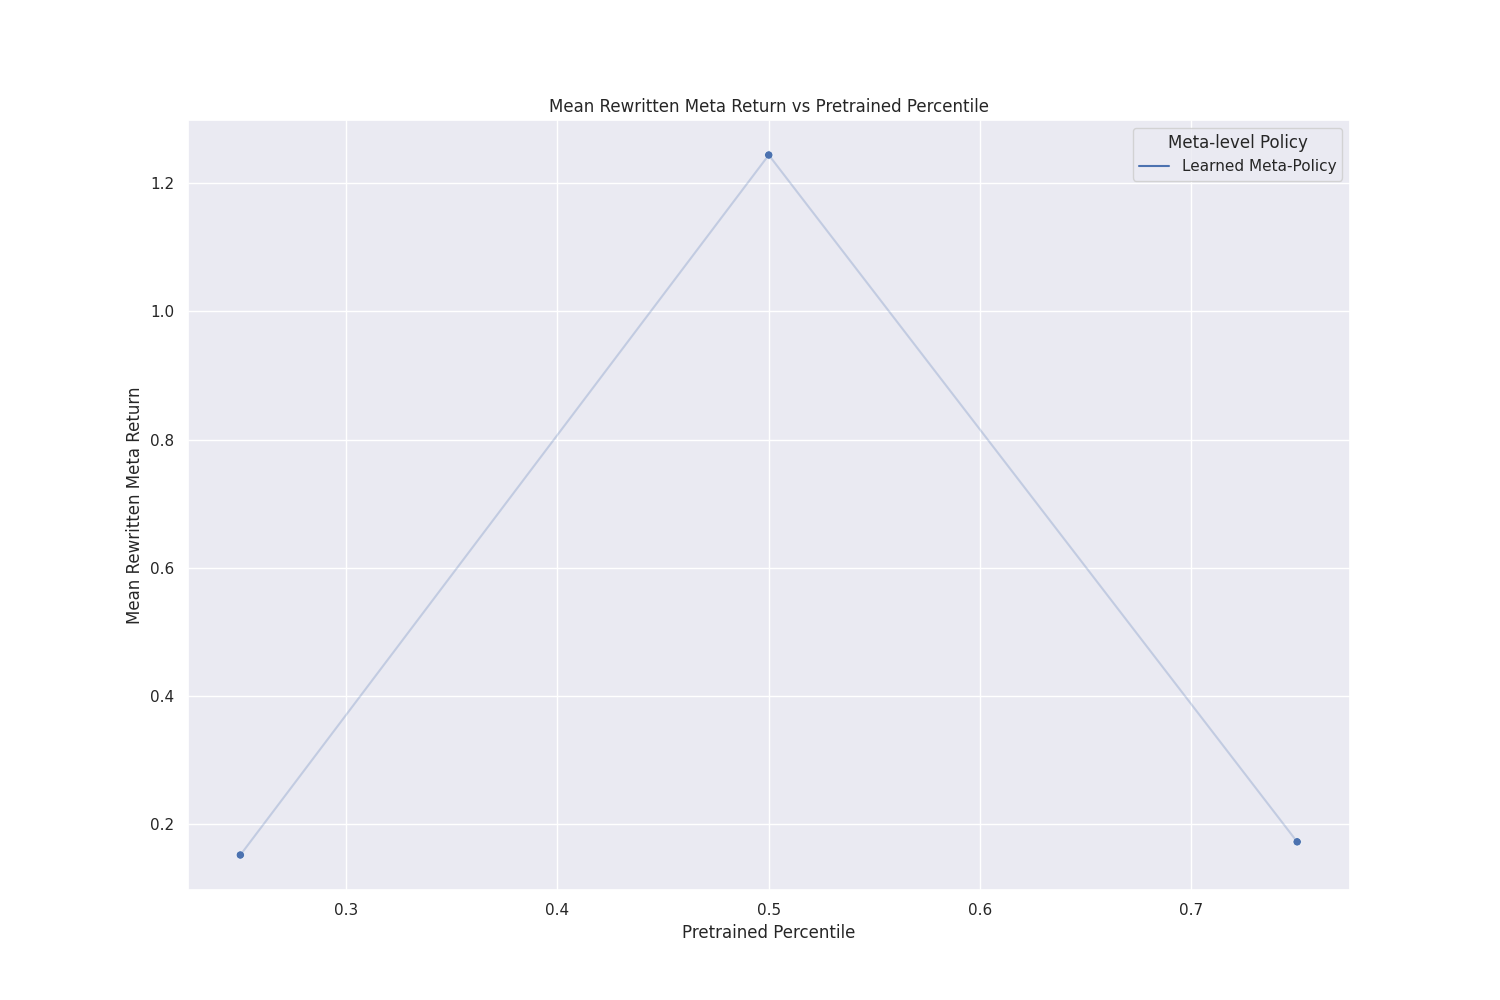 Mean Rewritten Meta Return vs Pretrained Percentile
Meta-level Policy
Learned Meta-Policy
Mean Rewritten Meta Return
1.2
1.0
0.8
0.6
0.4
0.2
0.3 0.4 0.5 0.6 0.7
Pretrained Percentile